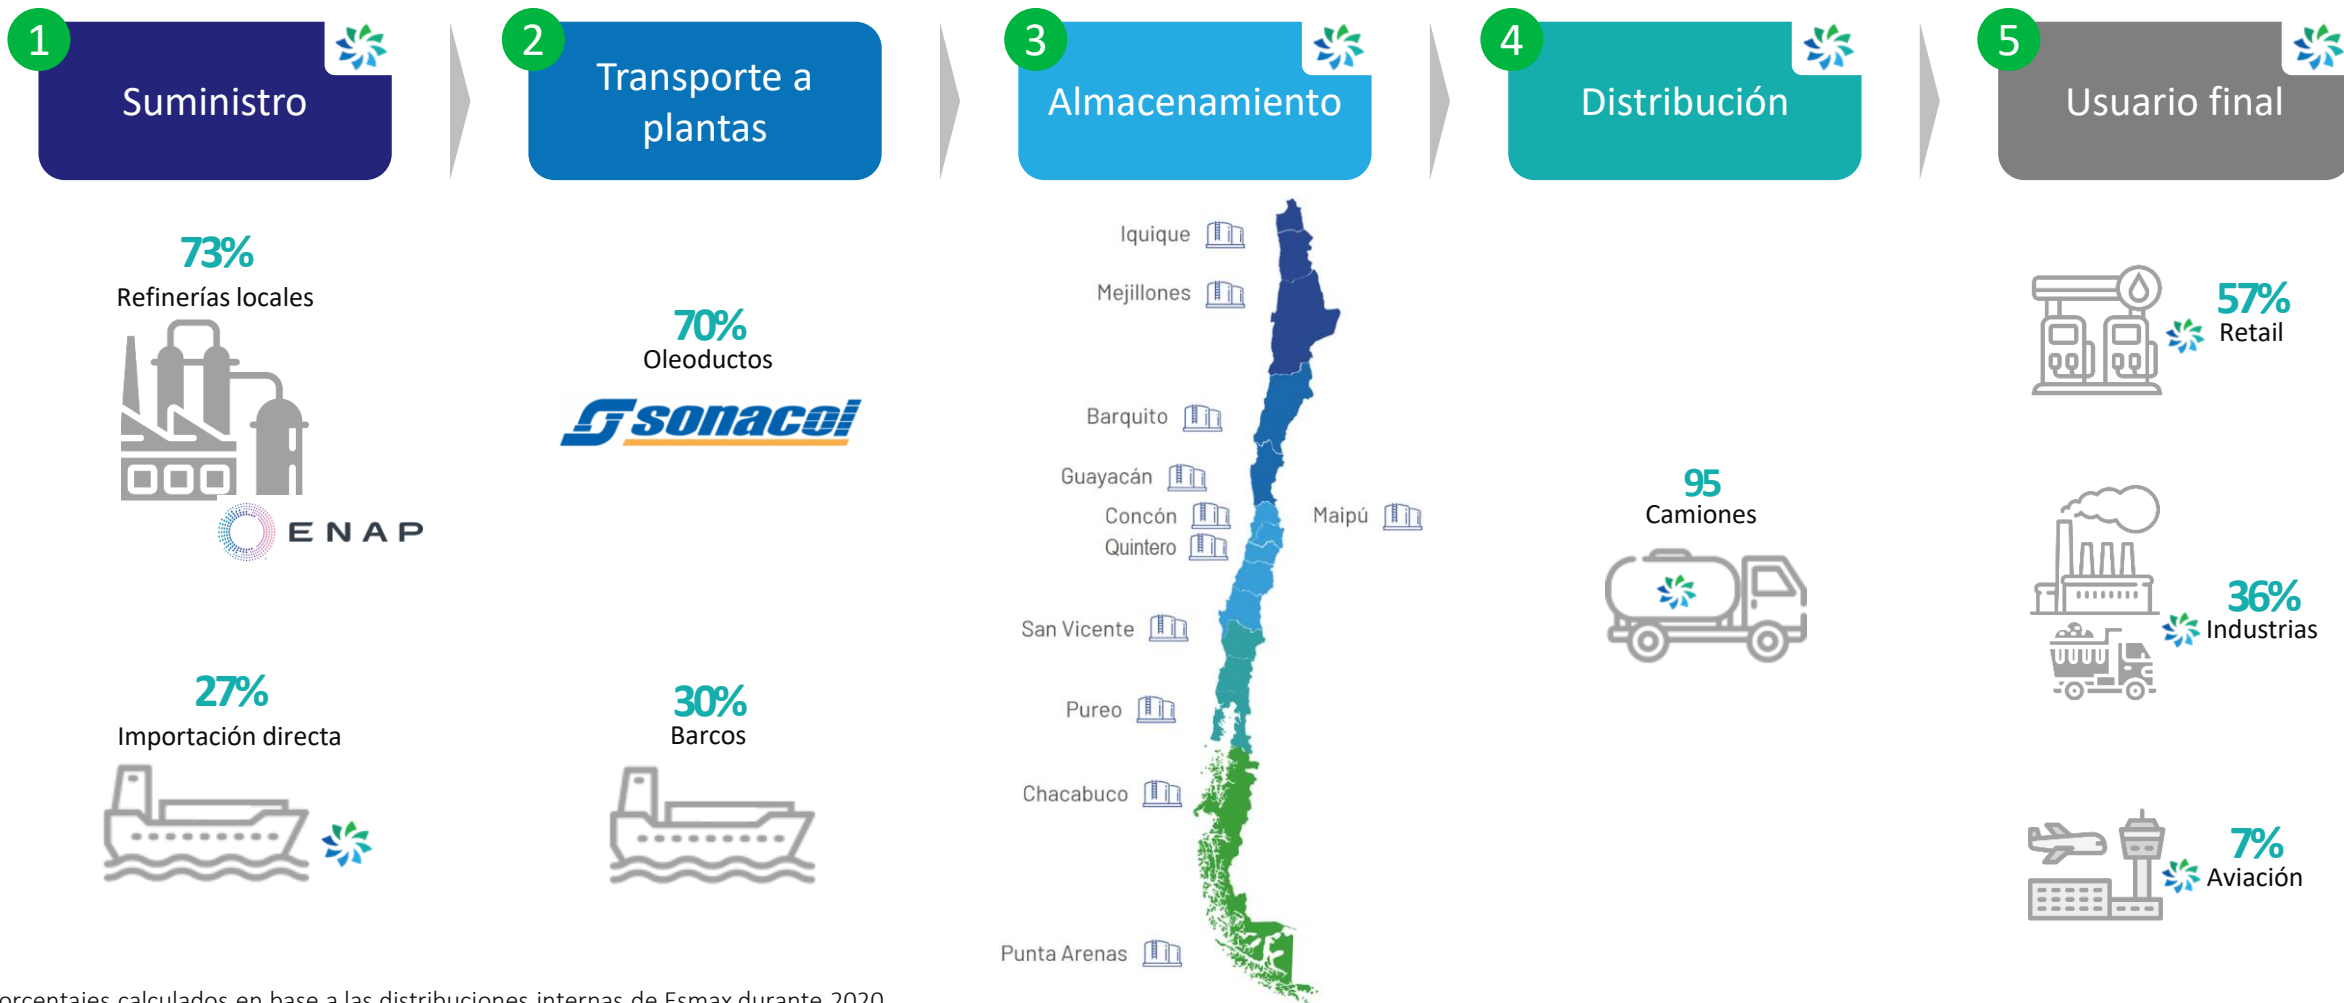 1
Suministro
2
Transporte a
plantas
3
Almacenamiento
4
Distribución
5
Usuario final
73%
Refinerías locales
ENAP
27%
Importación directa
70%
Oleoductos
sonacol
30%
Barcos
Iquique
Mejillones
Barquito
Guayacán
Concón
Maipú
Quintero
San Vicente
Pureo
Chacabuco
Punta Arenas
95
Camiones
57%
Retail
36%
Industrias
7%
Aviación
orcentajes calculados en base a las distribuciones internas de Esmax durante 2020